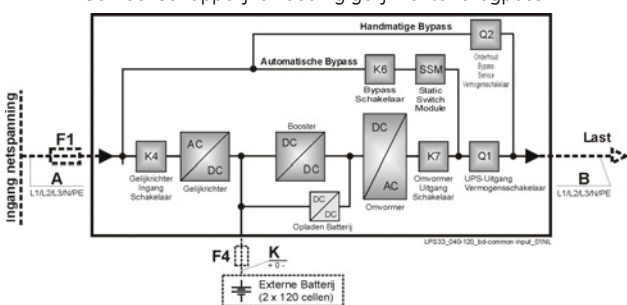 Handmatige Bypass
Q2
Onderhoud
Bypass
Service
Vermogenschakelaar
Automatische Bypass
K6
SSM
Bypass
Schakelaar
Static
Switch
Module
Ingang netspanning
F1
A
L1/L2/L3/N/PE
K4
Gelijkrichter
Ingang
Schakelaar
AC
DC
Gelijkrichter
Booster
DC
DC
DC
DC
Opladen Batterij
DC
AC
Omvormer
K7
Omvormer
Uitgang
Schakelaar
Q1
UPS-Uitgang
Vermogensschakelaar
Last
B
L1/L2/L3/N/PE
LPS33_040-120_bd-common input_01NL
F4
K
+ 0 -
Externe Batterij
(2 x 120 cellen)